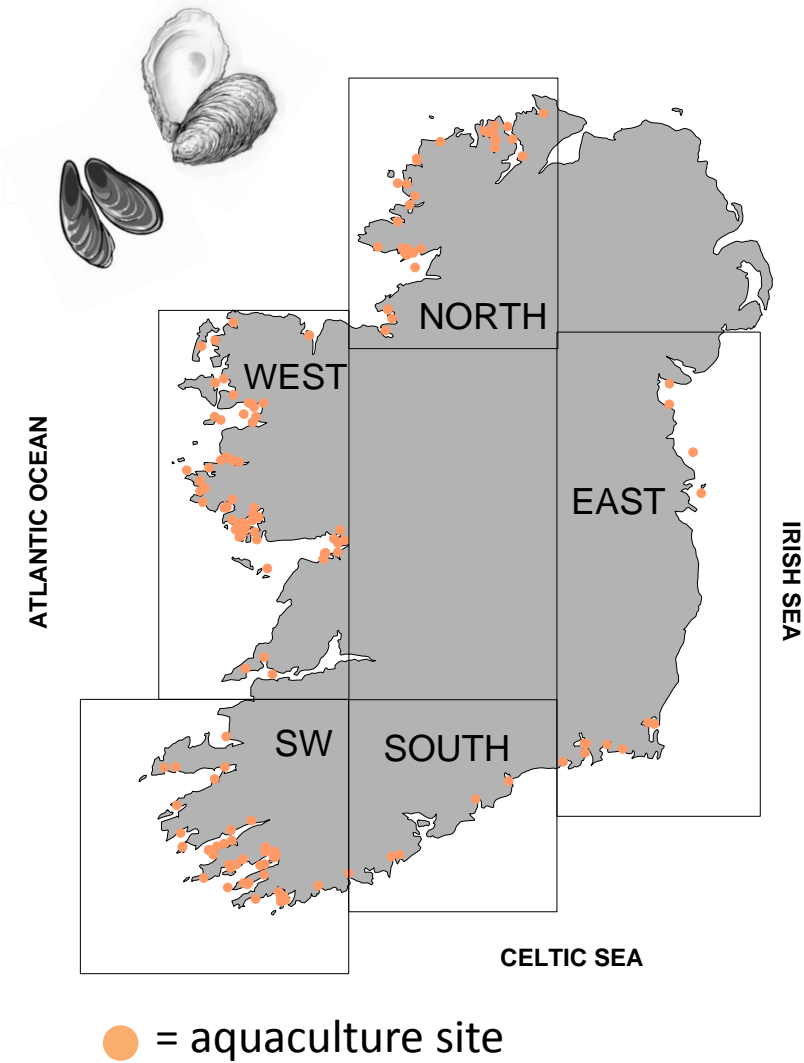 NORTH
WEST
ATLANTIC OCEAN
EAST
IRISH SEA
SW
SOUTH
CELTIC SEA
= aquaculture site